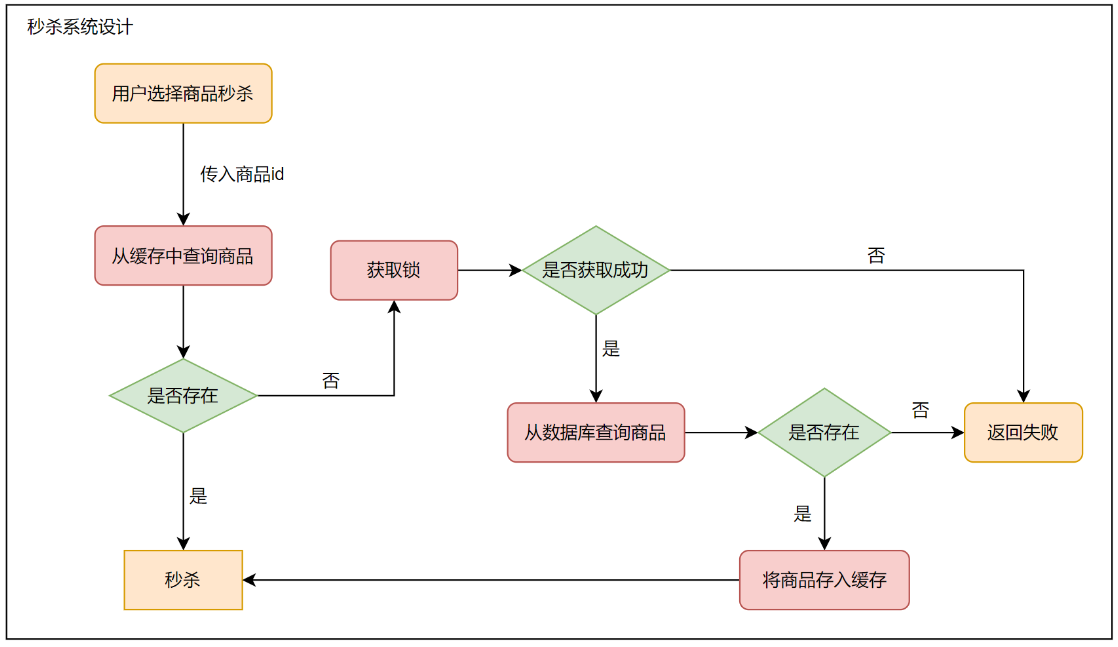 秒杀系统设计
用户选择商品秒杀
传入商品id
从缓存中查询商品
是否存在
否
是
秒杀
获取锁
是否获取成功
否
是
从数据库查询商品
是否存在
否
返回失败
是
将商品存入缓存